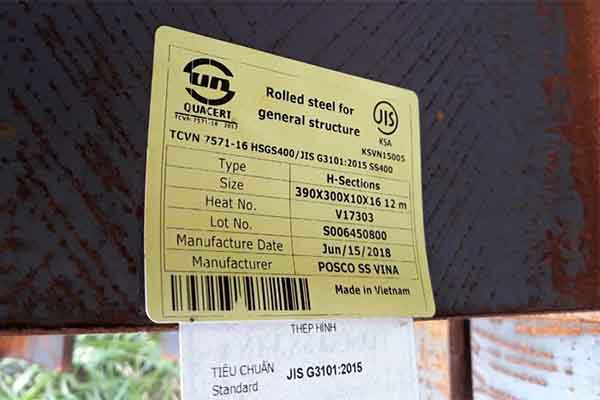 QUACERT
TCVN 7571-16 2017
Rolled steel for
general structure
JIS
KSA
KSVN15005
TCVN 7571-16 HSGS400/JIS G3101:2015 SS400
Type H-Sections
Size 390X300X10X16 12 m
Heat No. V17303
Lot No. S006450800
Manufacture Date Jun/15/2018
Manufacturer POSCO SS VINA
Made in Vietnam
THÉP HÌNH
TIÊU CHUẨN JIS G3101:2015
Standard